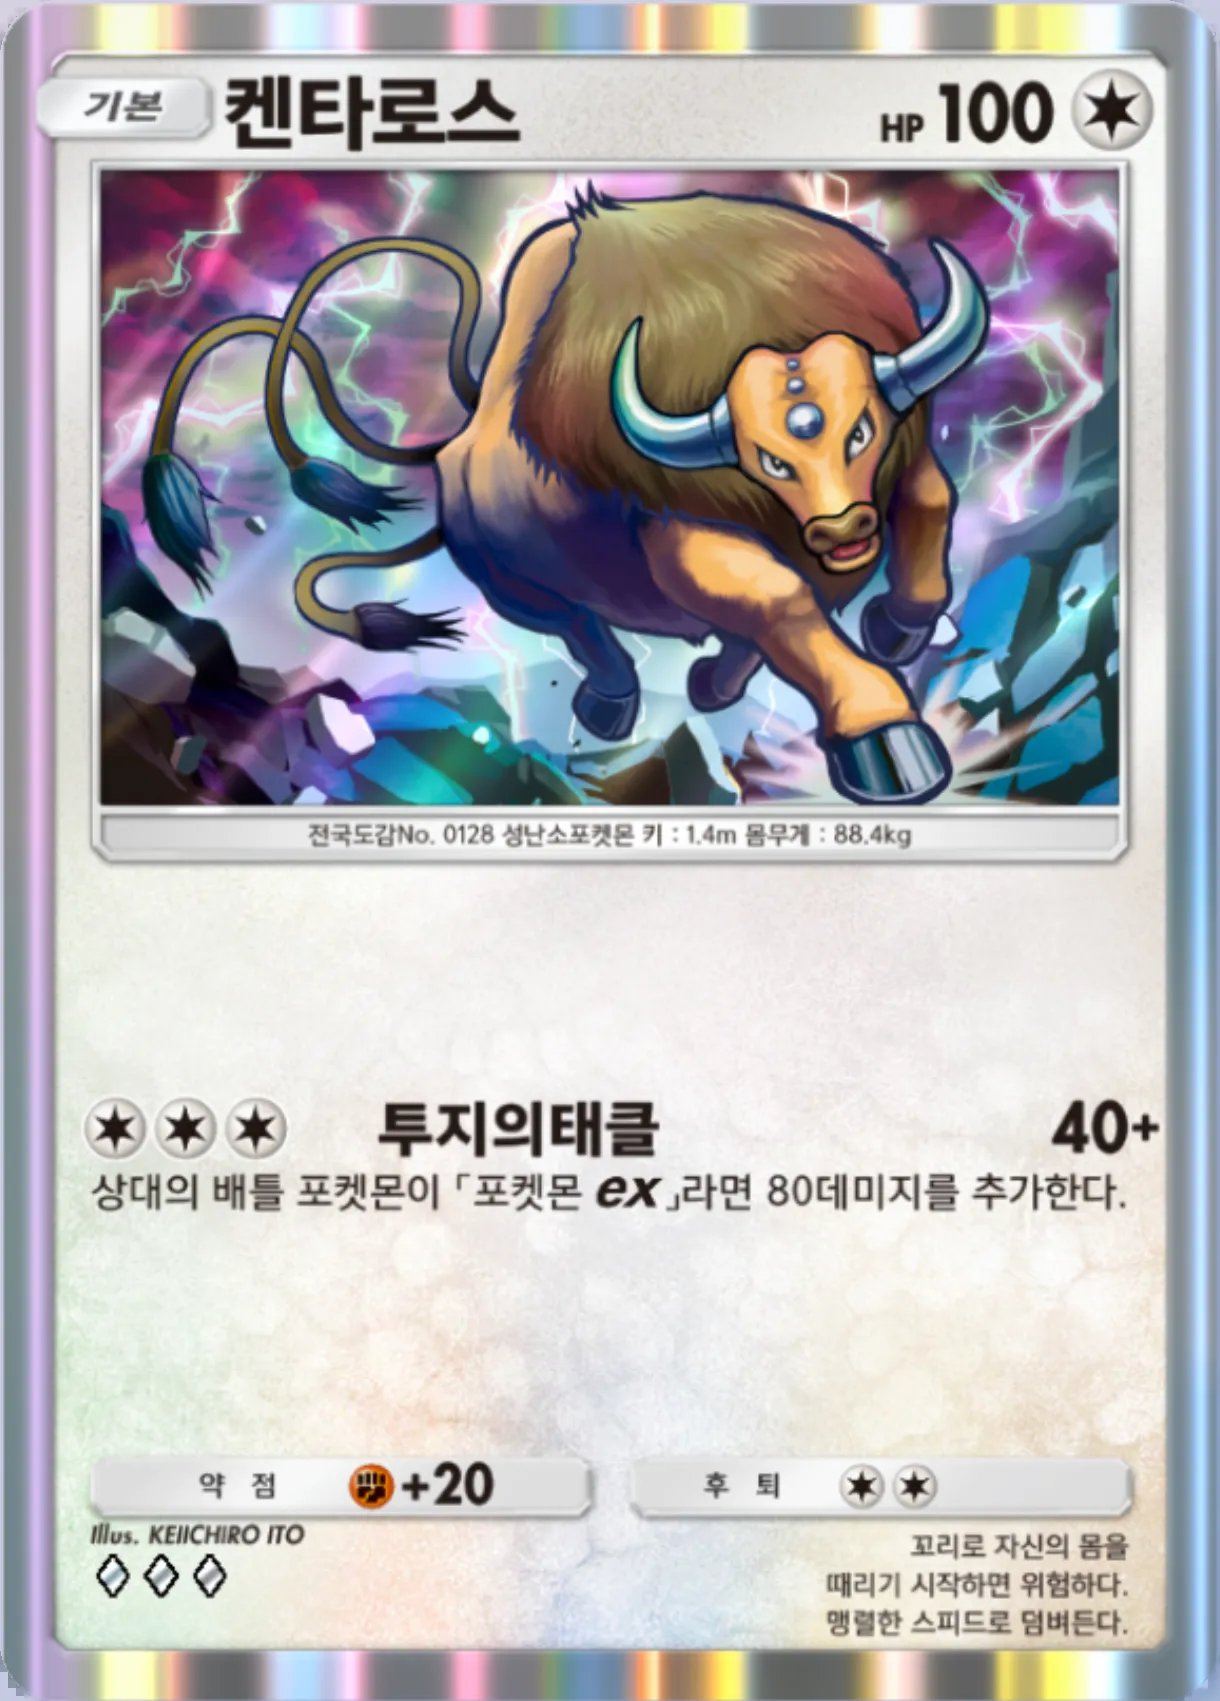 기본 켄타로스 HP 100
전국도감No. 0128 성난소포켓몬 키 : 1.4m 몸무게 : 88.4kg
투지의태클 40+
상대의 배틀 포켓몬이 「포켓몬 ex」라면 80데미지를 추가한다.
약점 +20 후퇴
Illus. KEIICHIRO ITO
꼬리로 자신의 몸을
때리기 시작하면 위험하다.
맹렬한 스피드로 덤벼든다.